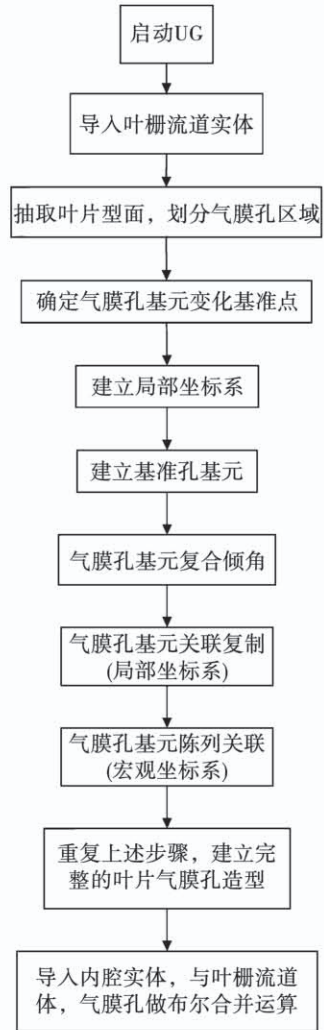 启动UG
导入叶栅流道实体
抽取叶片型面，划分气膜孔区域
确定气膜孔基元变化基准点
建立局部坐标系
建立基准孔基元
气膜孔基元复合倾角
气膜孔基元关联复制
(局部坐标系)
气膜孔基元陈列关联
(宏观坐标系)
重复上述步骤，建立完
整的叶片气膜孔造型
导入内腔实体，与叶栅流道
体，气膜孔做布尔合并运算